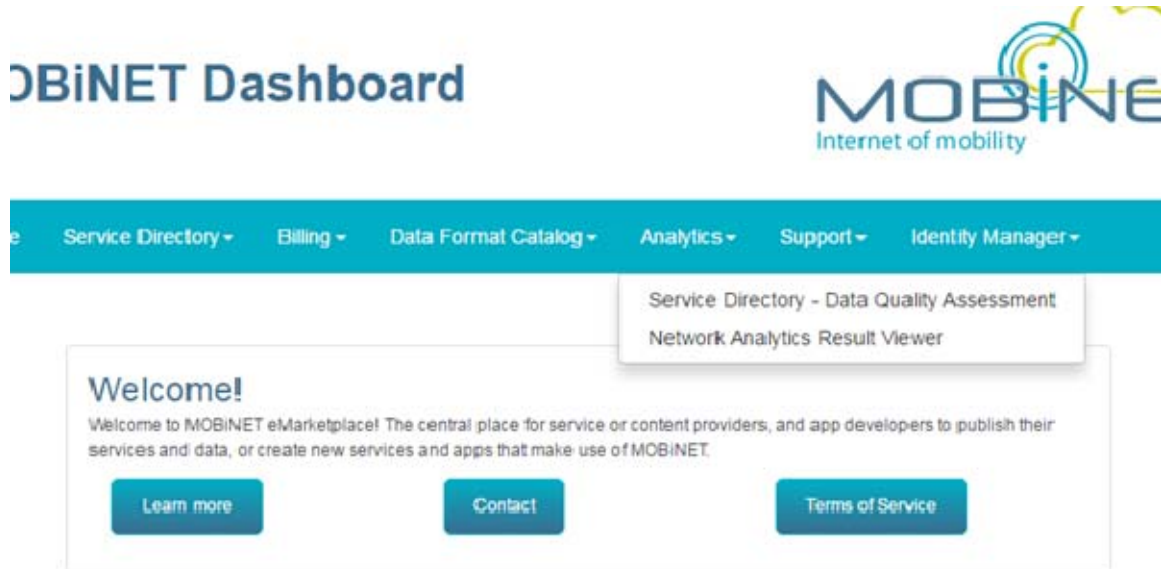 OBiNET Dashboard
MOBiNE
Internet of mobility
e Service Directory Billing Data Format Catalog Analytics Support Identity Manager
Service Directory - Data Quality Assessment
Network Analytics Result Viewer
Welcome!
Welcome to MOBiNET eMarketplace! The central place for service or content providers, and app developers to publish their
services and data, or create new services and apps that make use of MOBiNET.
Learn more Contact Terms of Service